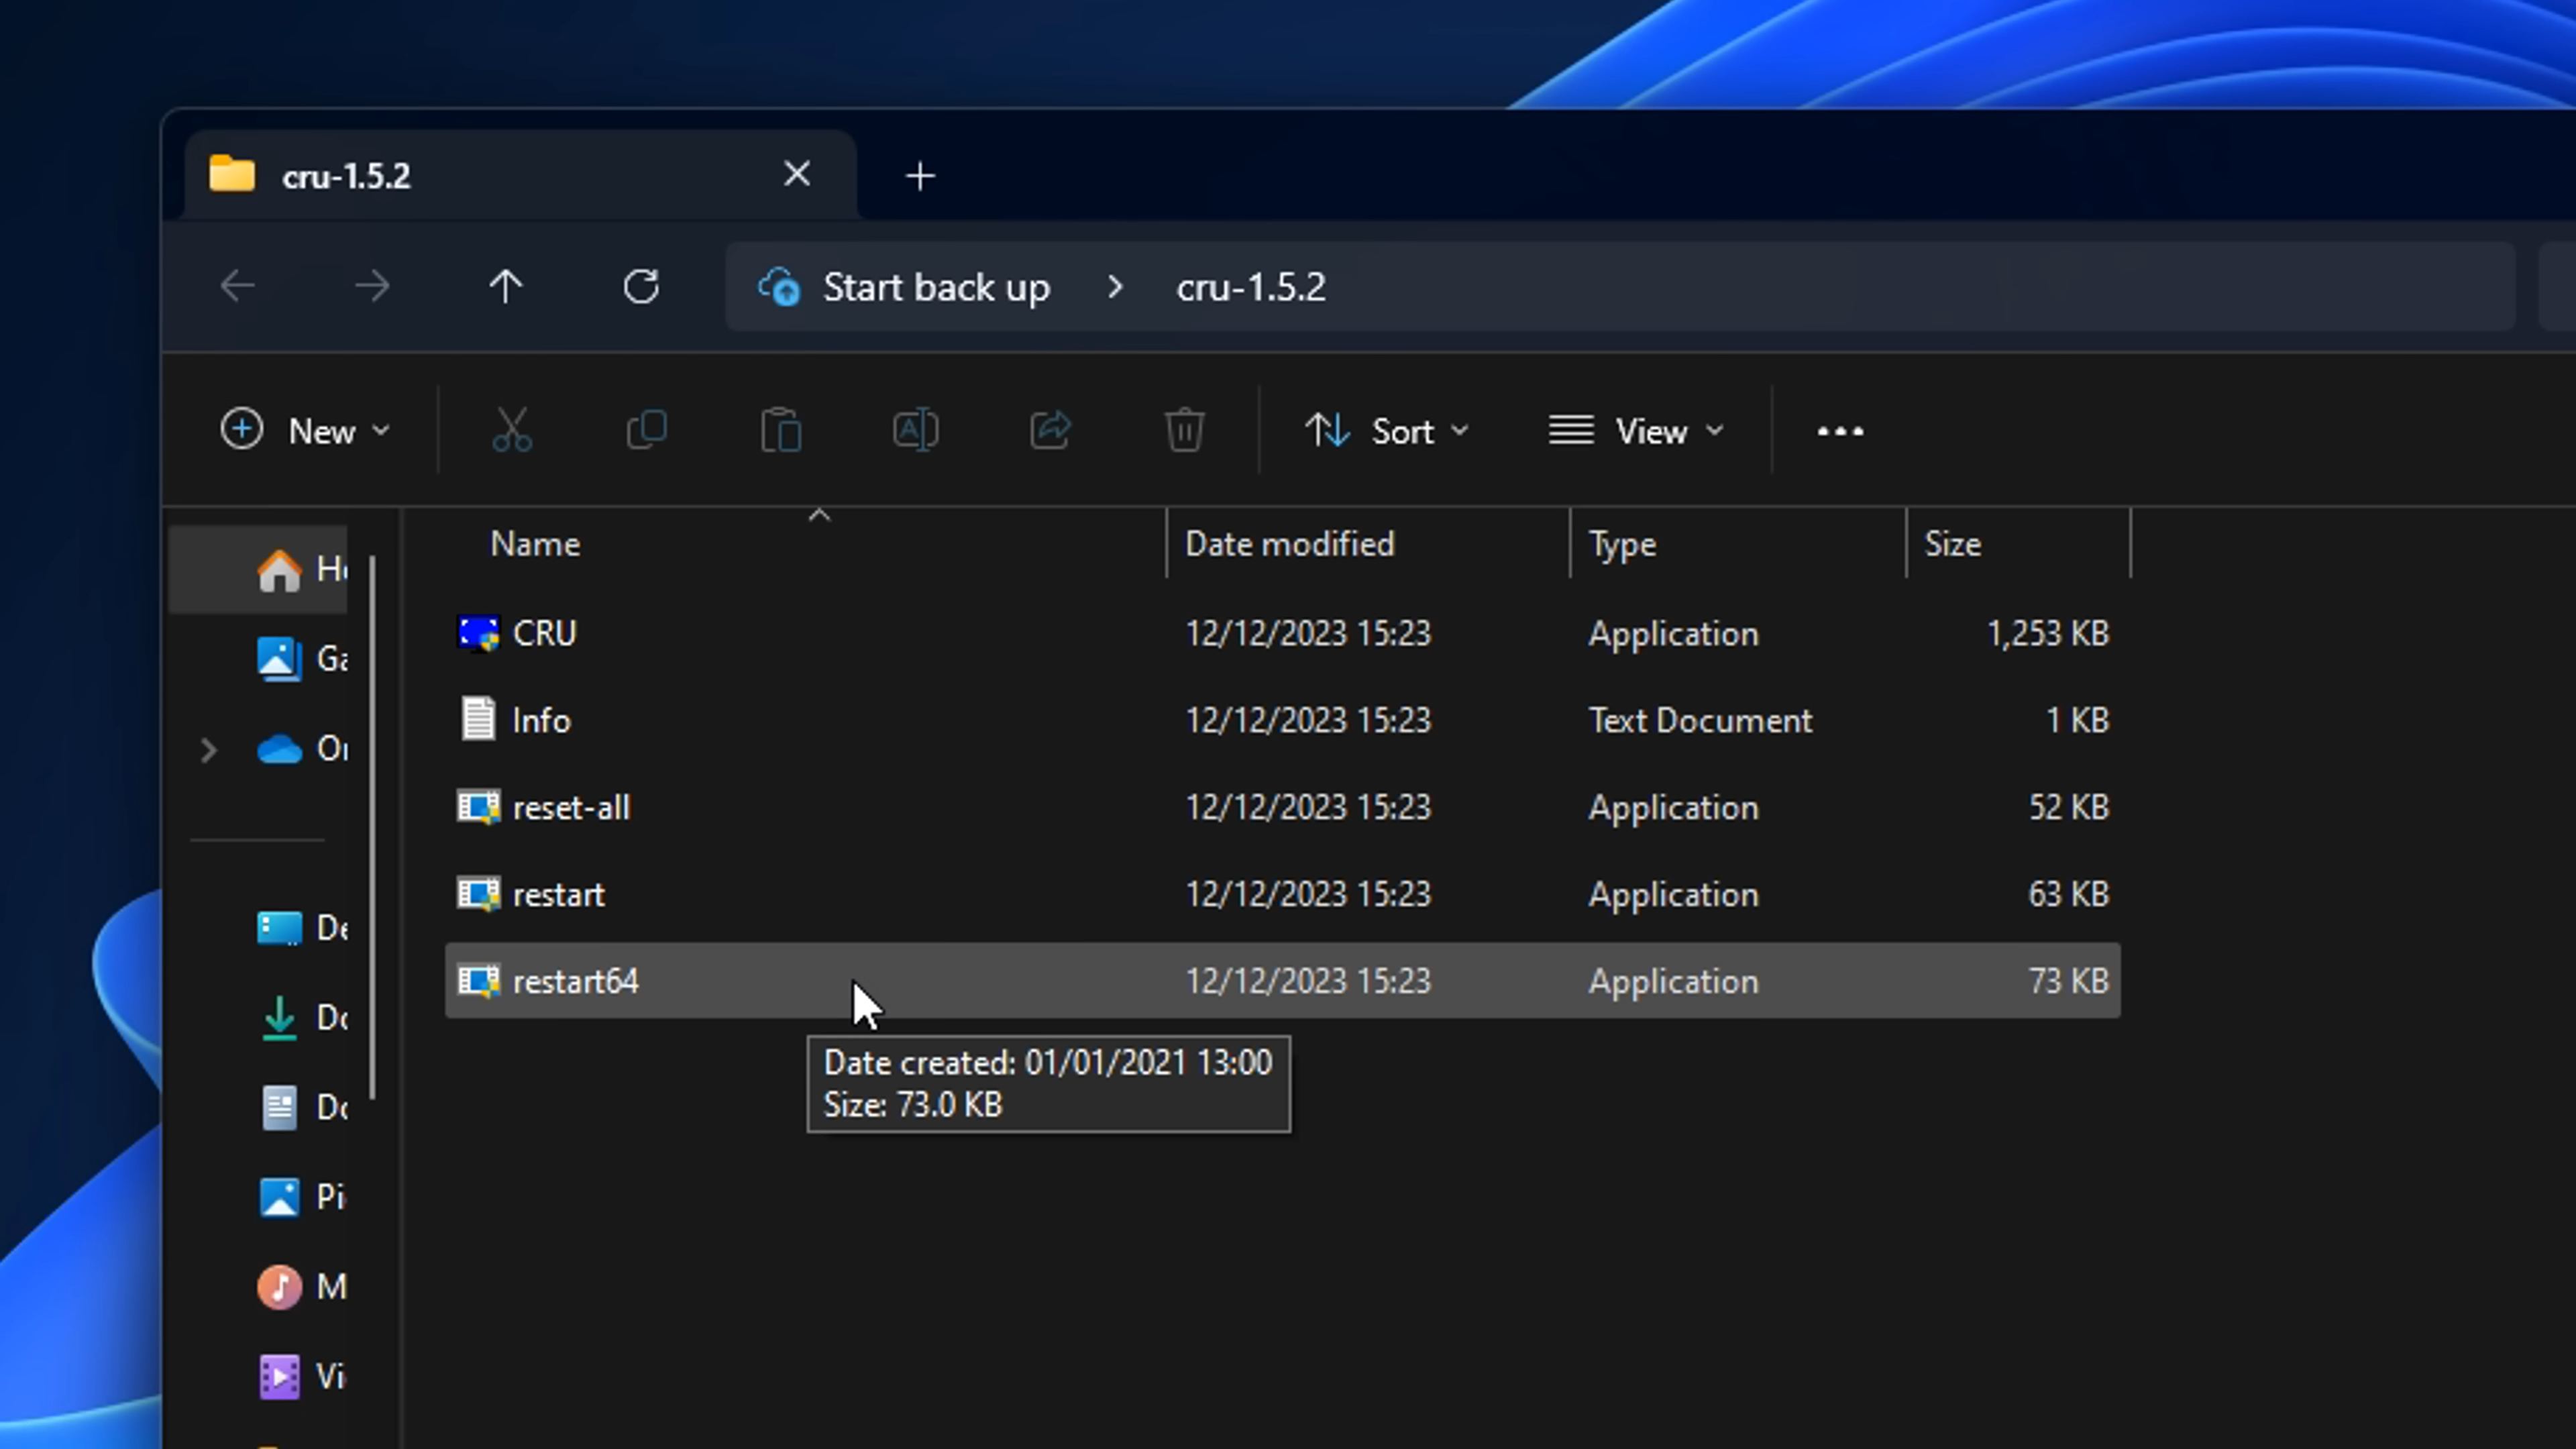 cru-1.5.2
Start back up > cru-1.5.2
New Sort View
Name Date modified Type Size
CRU 12/12/2023 15:23 Application 1,253 KB
Info 12/12/2023 15:23 Text Document 1 KB
reset-all 12/12/2023 15:23 Application 52 KB
restart 12/12/2023 15:23 Application 63 KB
restart64 12/12/2023 15:23 Application 73 KB
Date created: 01/01/2021 13:00
Size: 73.0 KB
Ga
De
Pi
M
Vi